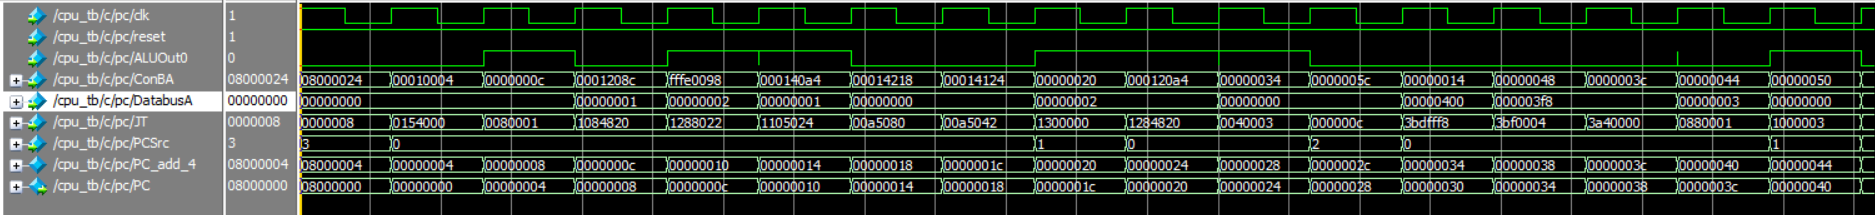 /cpu_tb/c/pc/clk 1
/cpu_tb/c/pc/reset 1
/cpu_tb/c/pc/ALUOut0 0
/cpu_tb/c/pc/ConBA 08000024 08000024 00010004 0000000c 0001208c fffe0098 000140a4 00014218 00014124 00000020 000120a4 00000034 0000005c 00000014 00000048 0000003c 00000044 00000050
/cpu_tb/c/pc/DatabusA 00000000 00000000 00000001 00000002 00000001 00000000 00000002 00000000 00000400 000003f8 00000003 00000000
/cpu_tb/c/pc/JT 0000008 0000008 0154000 0080001 1084820 1288022 1105024 00a5080 00a5042 1300000 1284820 0040003 000000c 3bdfff8 3bf0004 3a40000 0880001 1000003
/cpu_tb/c/pc/PCSrc 3 3 0 1 0 2 0 1
/cpu_tb/c/pc/PC_add_4 08000004 08000004 00000004 00000008 0000000c 00000010 00000014 00000018 0000001c 00000020 00000024 00000028 0000002c 00000034 00000038 0000003c 00000040 00000044
/cpu_tb/c/pc/PC 08000000 08000000 00000000 00000004 00000008 0000000c 00000010 00000014 00000018 0000001c 00000020 00000024 00000028 00000030 00000034 00000038 0000003c 00000040